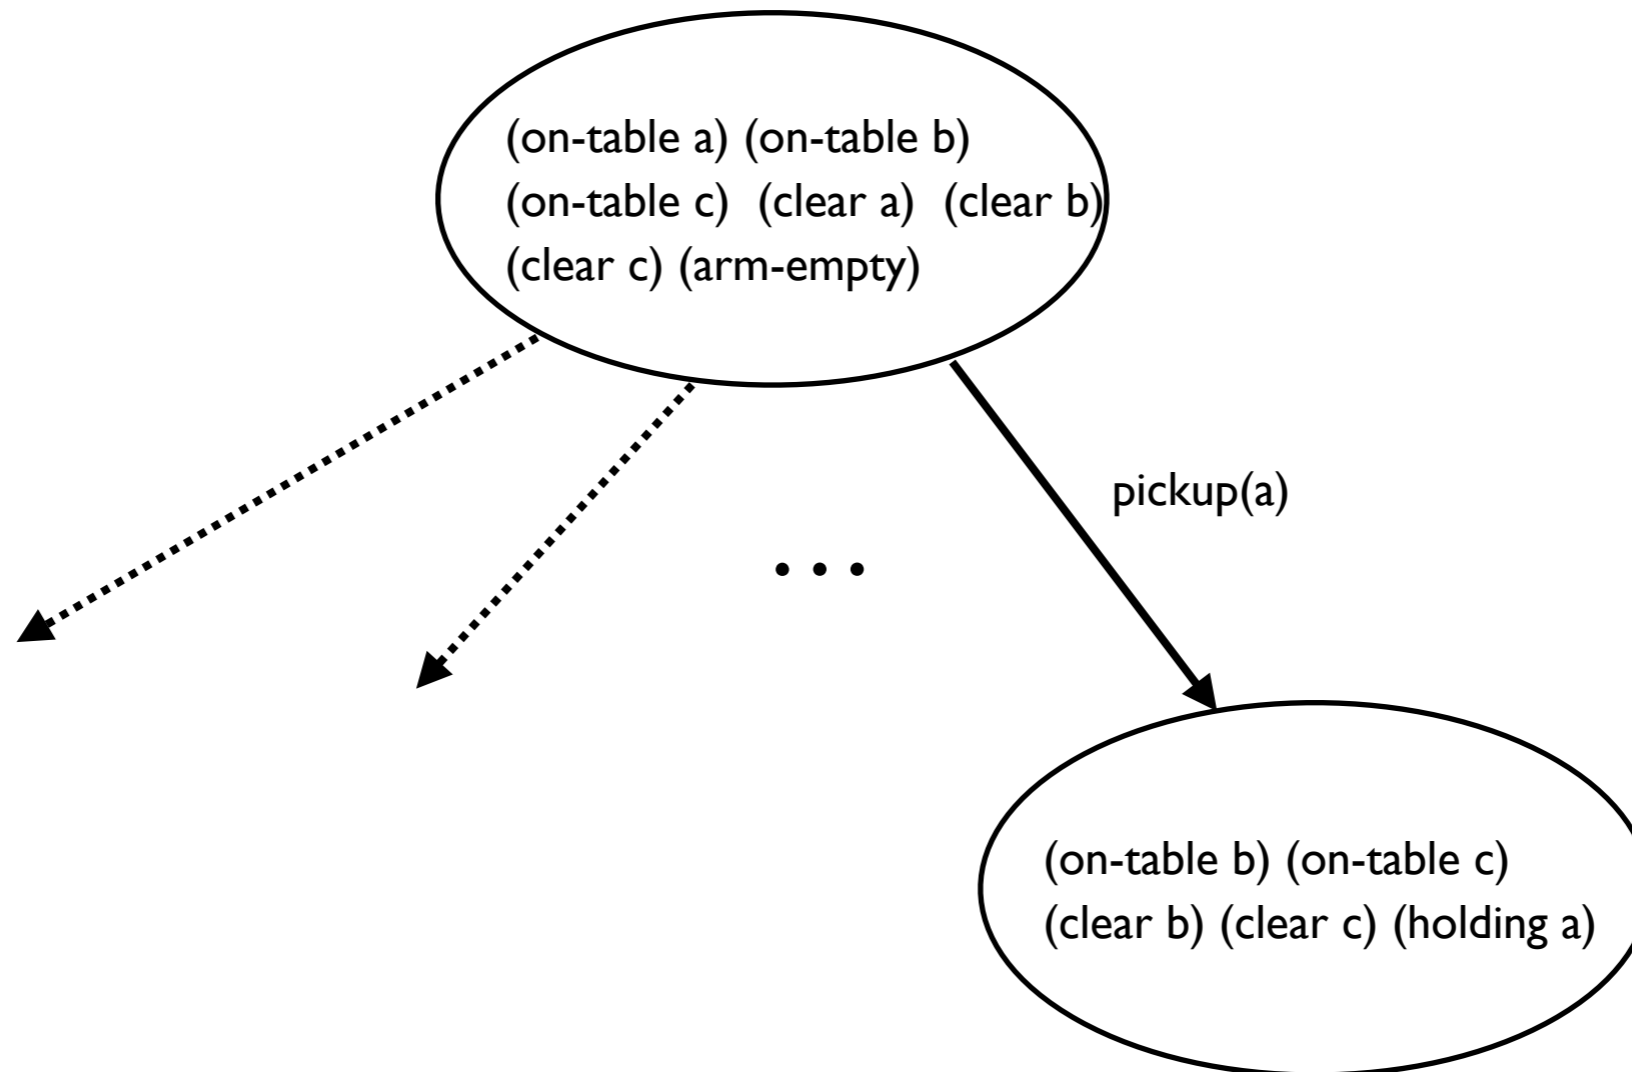 (on-table a) (on-table b)
(on-table c) (clear a) (clear b)
(clear c) (arm-empty)
pickup(a)
...
(on-table b) (on-table c)
(clear b) (clear c) (holding a)